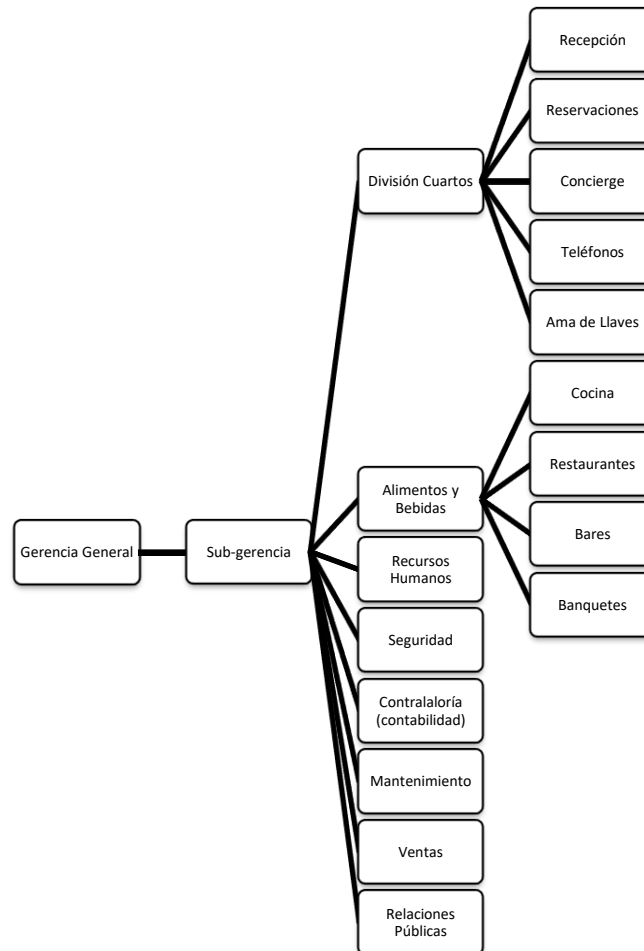 Recepción
Reservaciones
División Cuartos
Concierge
Teléfonos
Ama de Llaves
Cocina
Alimentos y
Bebidas
Restaurantes
Gerencia General
Sub-gerencia
Bares
Recursos
Humanos
Banquetes
Seguridad
Contralaloría
(contabilidad)
Mantenimiento
Ventas
Relaciones
Públicas